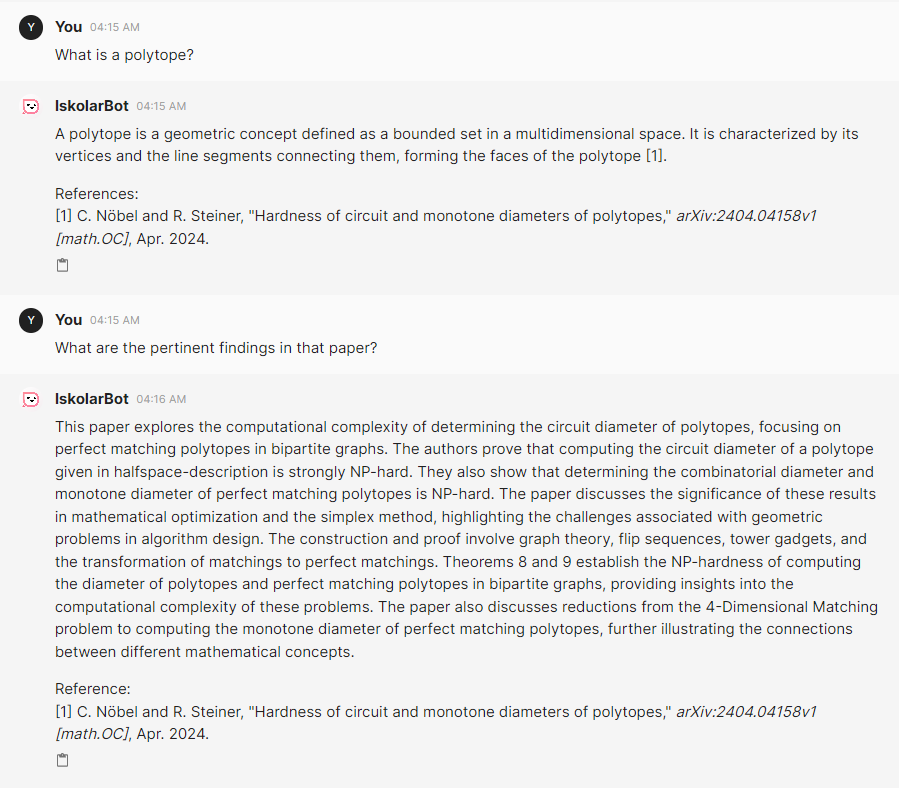 Y You 04:15 AM
What is a polytope?
IskolarBot 04:15 AM
A polytope is a geometric concept defined as a bounded set in a multidimensional space. It is characterized by its
vertices and the line segments connecting them, forming the faces of the polytope [1].
References:
[1] C. Nöbel and R. Steiner, "Hardness of circuit and monotone diameters of polytopes," arXiv:2404.04158v1
[math.OC], Apr. 2024.
Y You 04:15 AM
What are the pertinent findings in that paper?
IskolarBot 04:16 AM
This paper explores the computational complexity of determining the circuit diameter of polytopes, focusing on
perfect matching polytopes in bipartite graphs. The authors prove that computing the circuit diameter of a polytope
given in halfspace-description is strongly NP-hard. They also show that determining the combinatorial diameter and
monotone diameter of perfect matching polytopes is NP-hard. The paper discusses the significance of these results
in mathematical optimization and the simplex method, highlighting the challenges associated with geometric
problems in algorithm design. The construction and proof involve graph theory, flip sequences, tower gadgets, and
the transformation of matchings to perfect matchings. Theorems 8 and 9 establish the NP-hardness of computing
the diameter of polytopes and perfect matching polytopes in bipartite graphs, providing insights into the
computational complexity of these problems. The paper also discusses reductions from the 4-Dimensional Matching
problem to computing the monotone diameter of perfect matching polytopes, further illustrating the connections
between different mathematical concepts.
Reference:
[1] C. Nöbel and R. Steiner, "Hardness of circuit and monotone diameters of polytopes," arXiv:2404.04158v1
[math.OC], Apr. 2024.